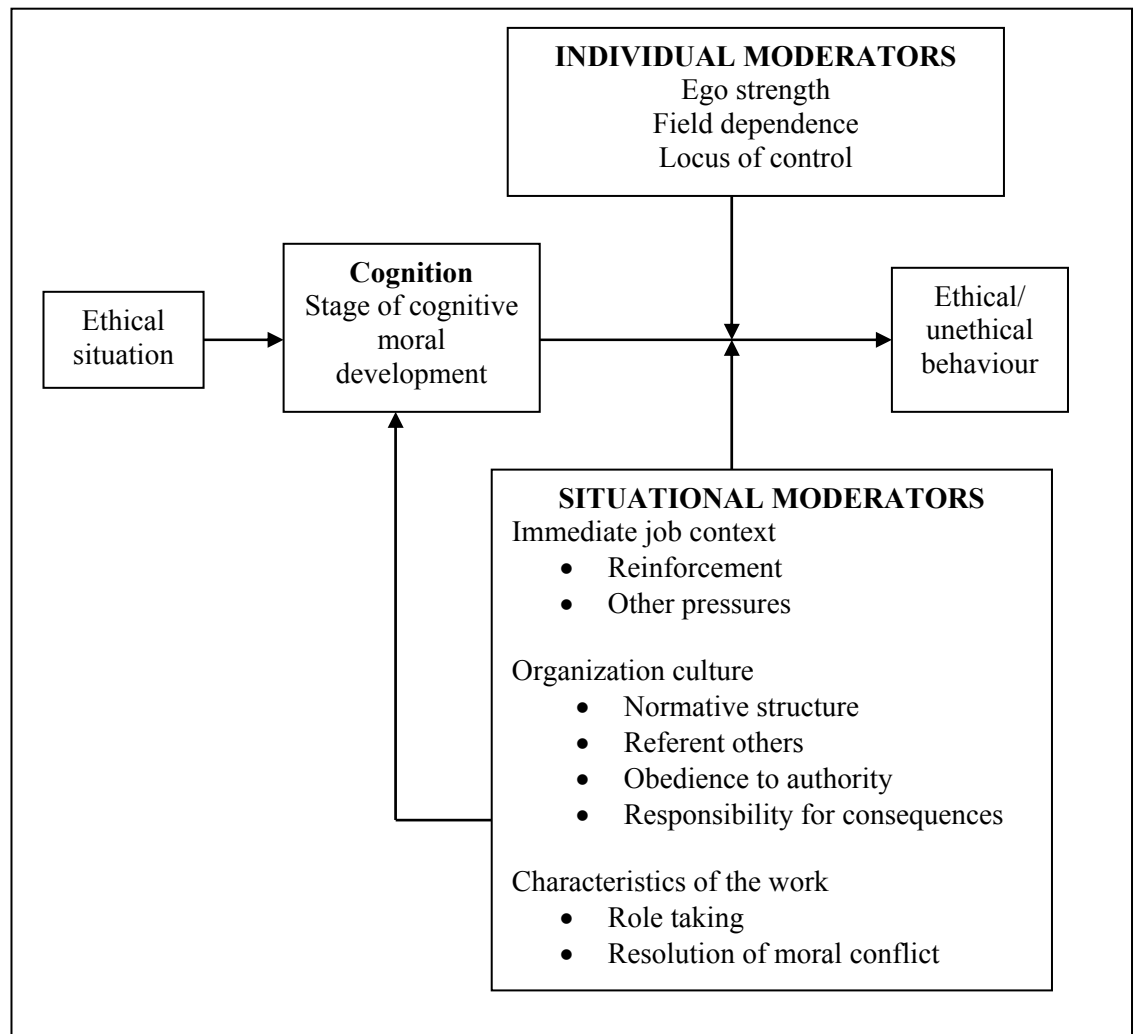 INDIVIDUAL MODERATORS
Ego strength
Field dependence
Locus of control
Ethical
situation
Cognition
Stage of cognitive
moral
development
Ethical/
unethical
behaviour
SITUATIONAL MODERATORS
Immediate job context
• Reinforcement
• Other pressures
Organization culture
• Normative structure
• Referent others
• Obedience to authority
• Responsibility for consequences
Characteristics of the work
• Role taking
• Resolution of moral conflict